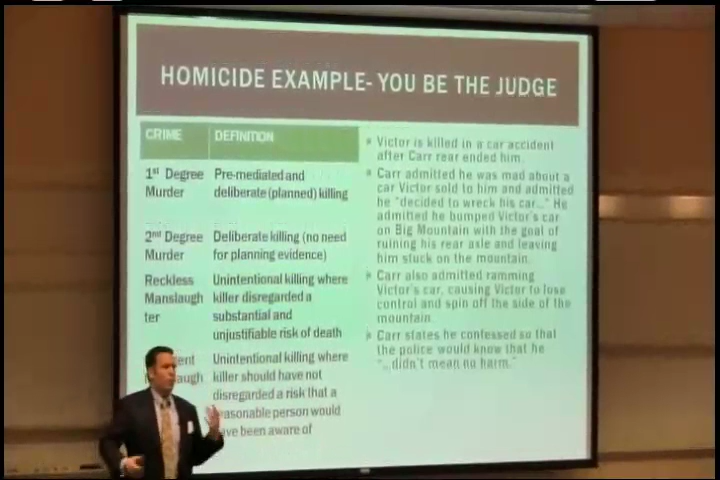 HOMICIDE EXAMPLE- YOU BE THE JUDGE
CRIME DEFINITION
1st Degree Pre-mediated and
Murder deliberate (planned) killing
2nd Degree Deliberate killing (no need
Murder for planning evidence)
Reckless Unintentional killing where
Manslaugh killer disregarded a
ter substantial and
unjustifiable risk of death
Unintentional killing where
killer should have not
disregarded a risk that a
reasonable person would
have been aware of
Victor is killed in a car accident
after Carr rear ended him.
Carr admitted he was mad about a
car Victor sold to him and admitted
he "decided to wreck his car..." He
admitted he bumped Victor's car
on Big Mountain with the goal of
ruining his rear axle and leaving
him stuck on the mountain.
Carr also admitted ramming
Victor's car, causing Victor to lose
control and spin off the side of the
mountain.
Carr states he confessed so that
the police would know that he
"...didn't mean no harm."